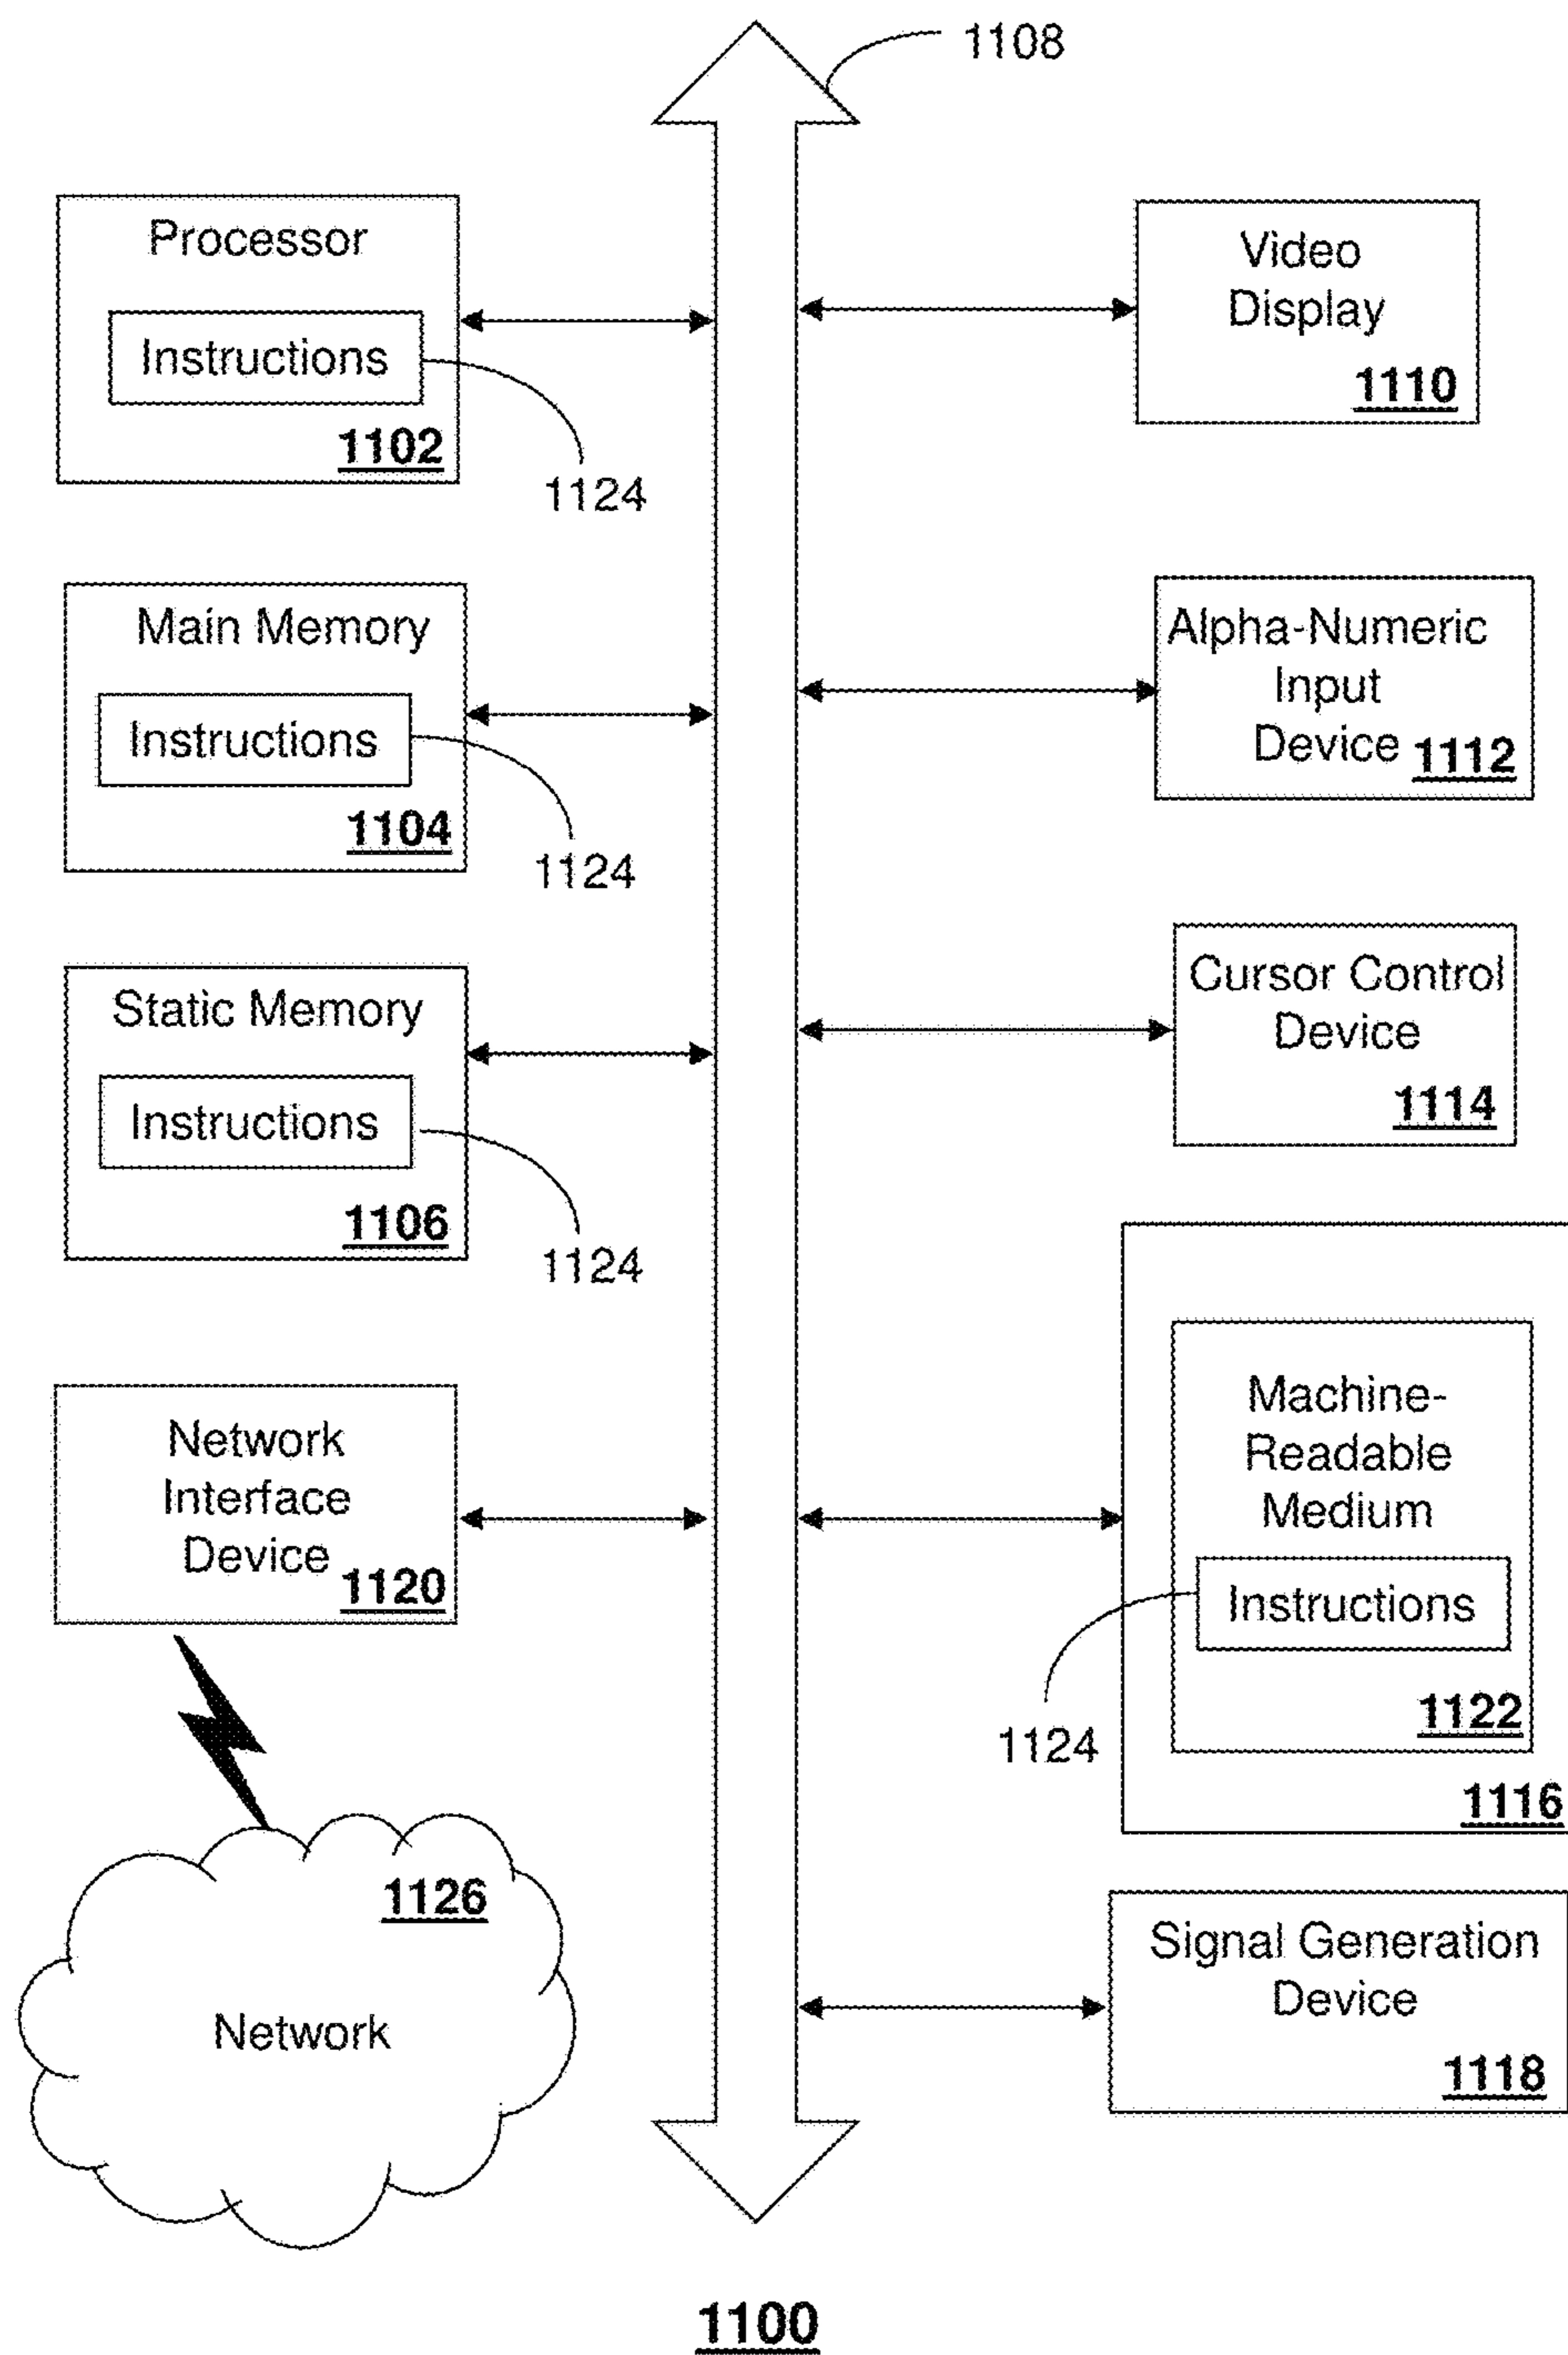 1108
Processor
Instructions
1102
1124
Main Memory
Instructions
1104
1124
Static Memory
Instructions
1106
1124
Network
Interface
Device
1120
1126
Network
Video
Display
1110
Alpha-Numeric
Input
Device 1112
Cursor Control
Device
1114
Machine-
Readable
Medium
Instructions
1122
1124
1116
Signal Generation
Device
1118
1100